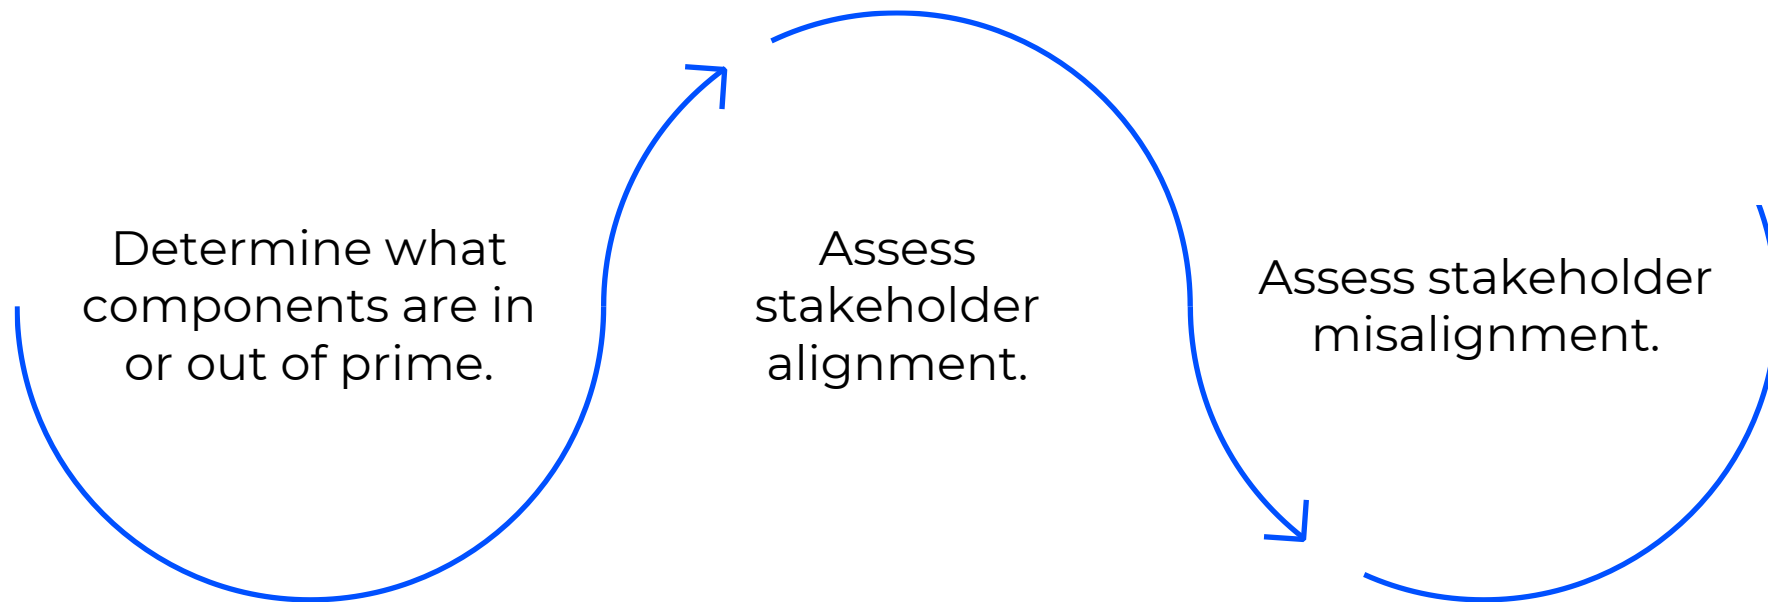 Determine what
components are in
or out of prime.
Assess
stakeholder
alignment.
Assess stakeholder
misalignment.